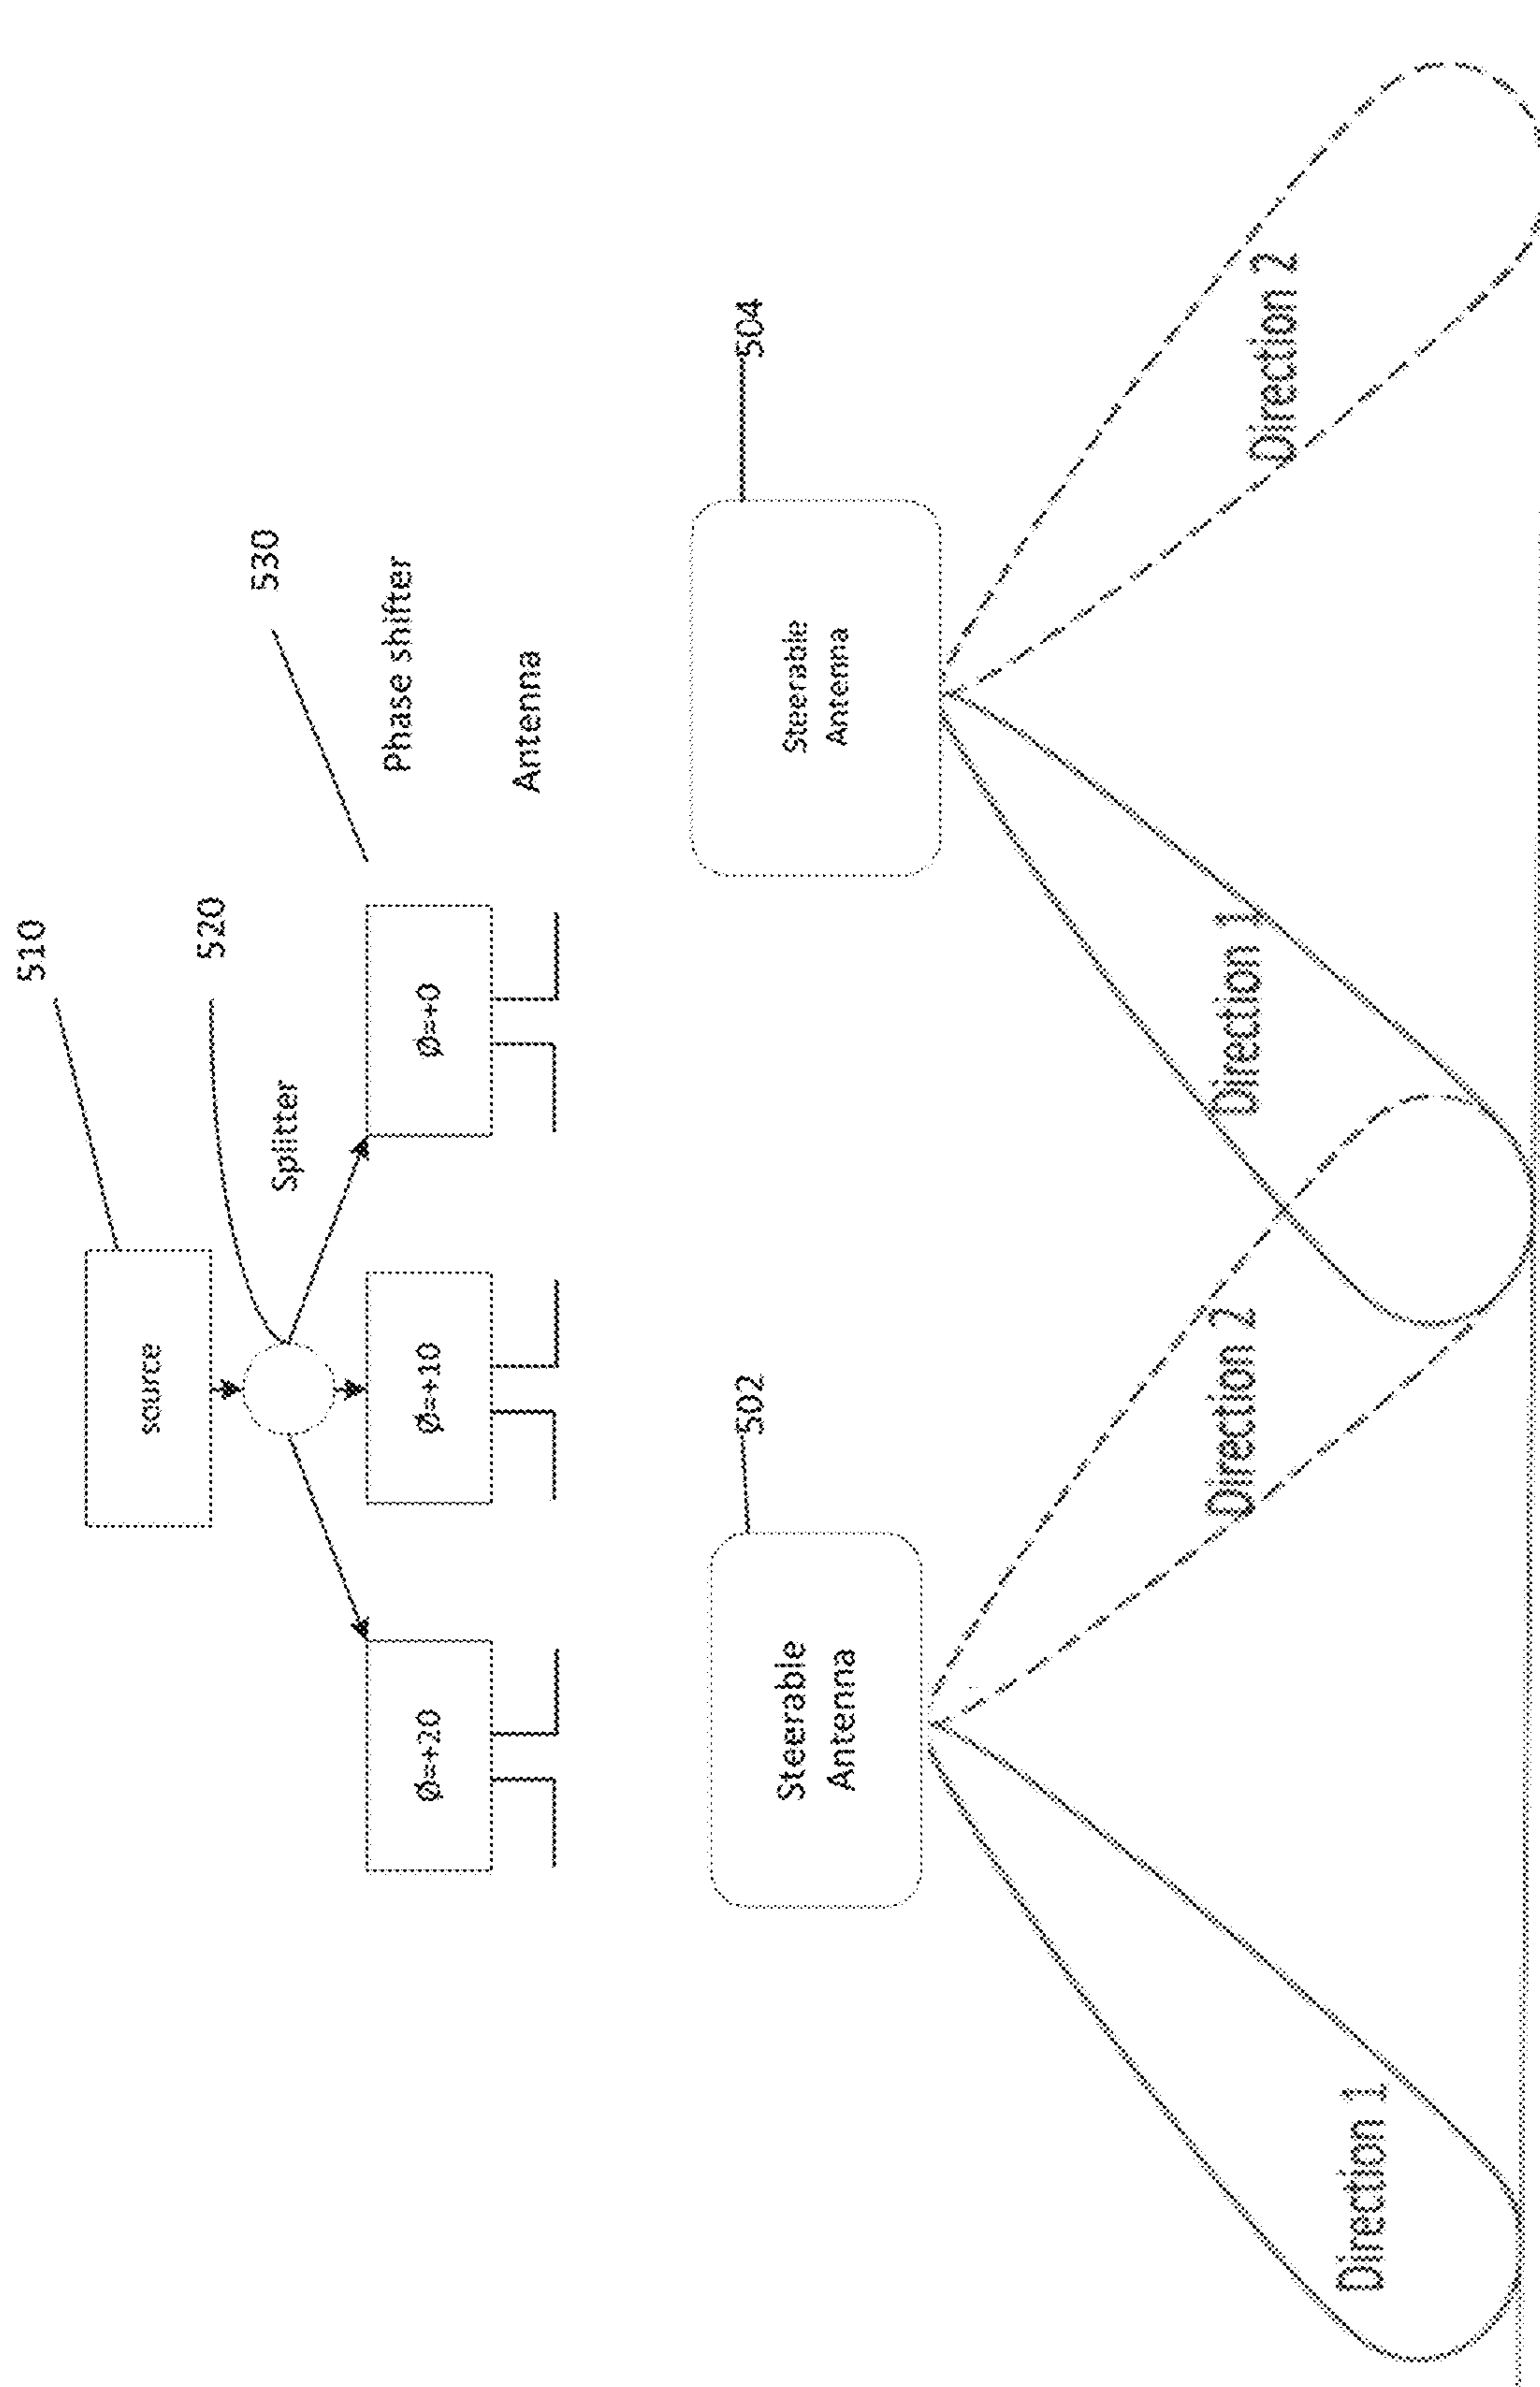 510
source
520
Splitter
530
Ø=+20
Ø=+10
Ø=+0
Phase shifter
Antenna
502
504
Steerable
Antenna
Steerable
Antenna
Direction 1
Direction 2
Direction 1
Direction 2